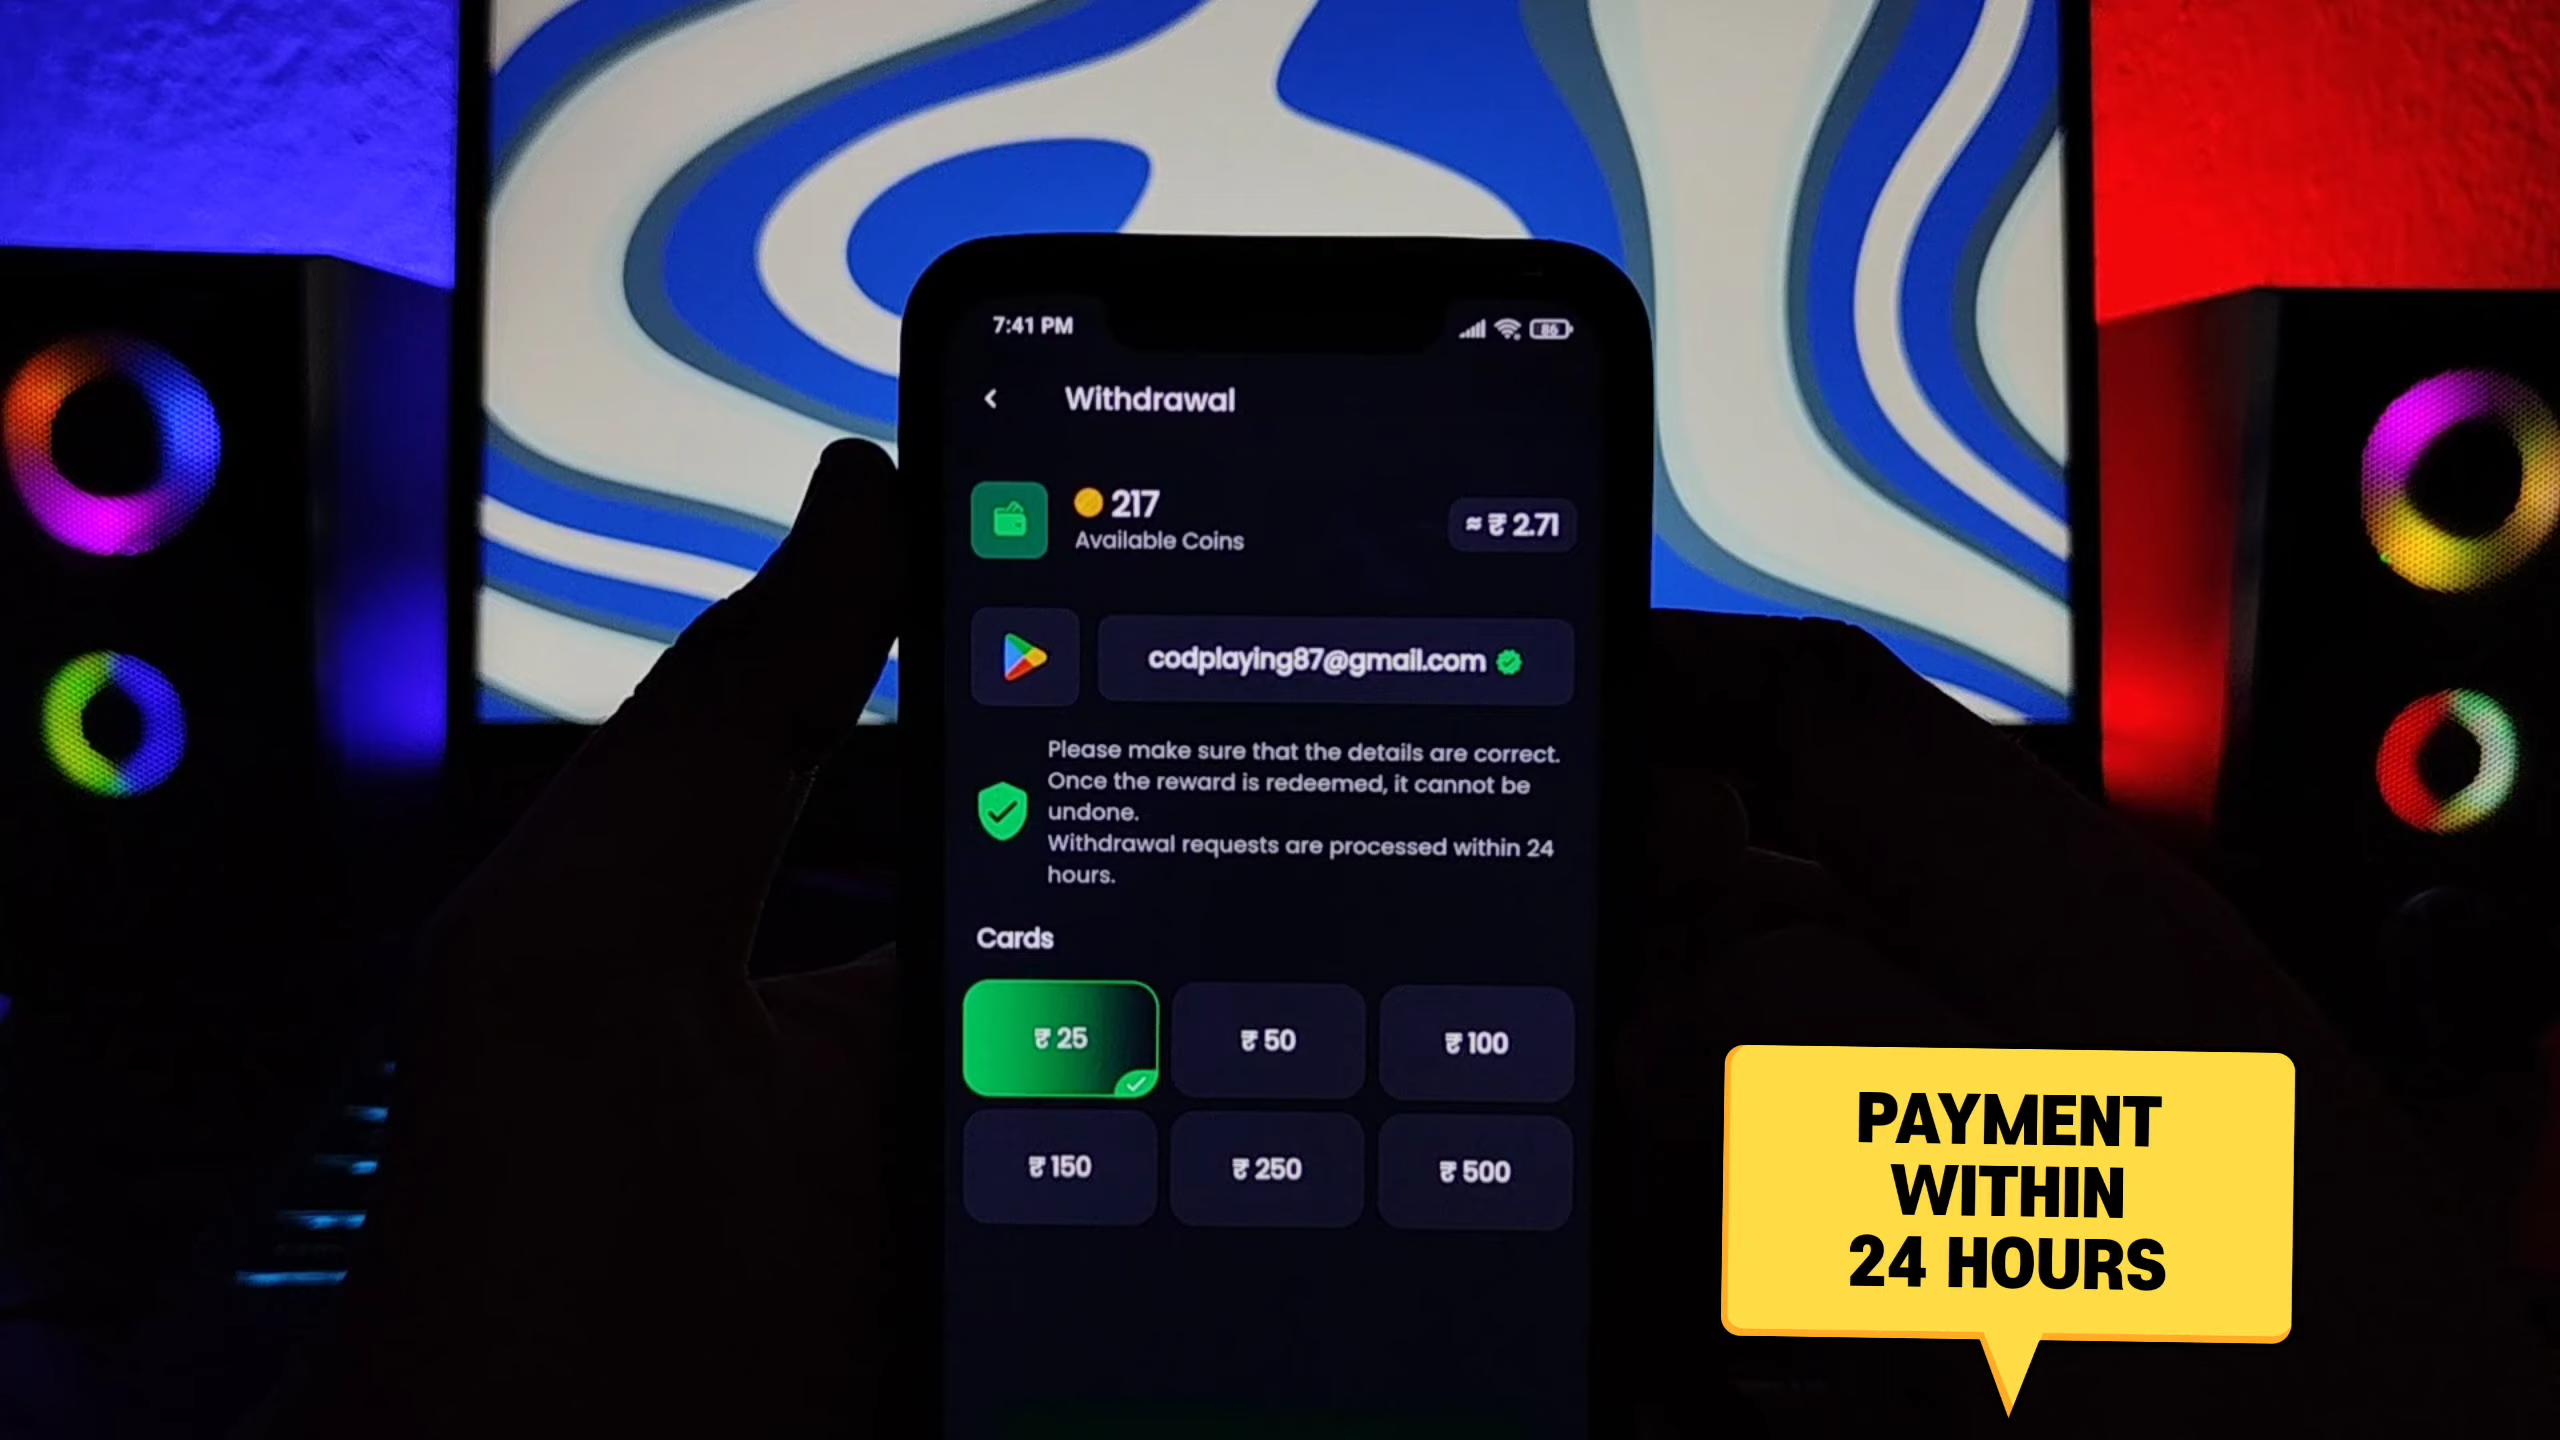 7:41 PM
86
Withdrawal
217
Available Coins
≈ ₹ 2.71
codplaying87@gmail.com
Please make sure that the details are correct.
Once the reward is redeemed, it cannot be
undone.
Withdrawal requests are processed within 24
hours.
Cards
₹ 25
₹ 50
₹ 100
₹ 150
₹ 250
₹ 500
PAYMENT
WITHIN
24 HOURS